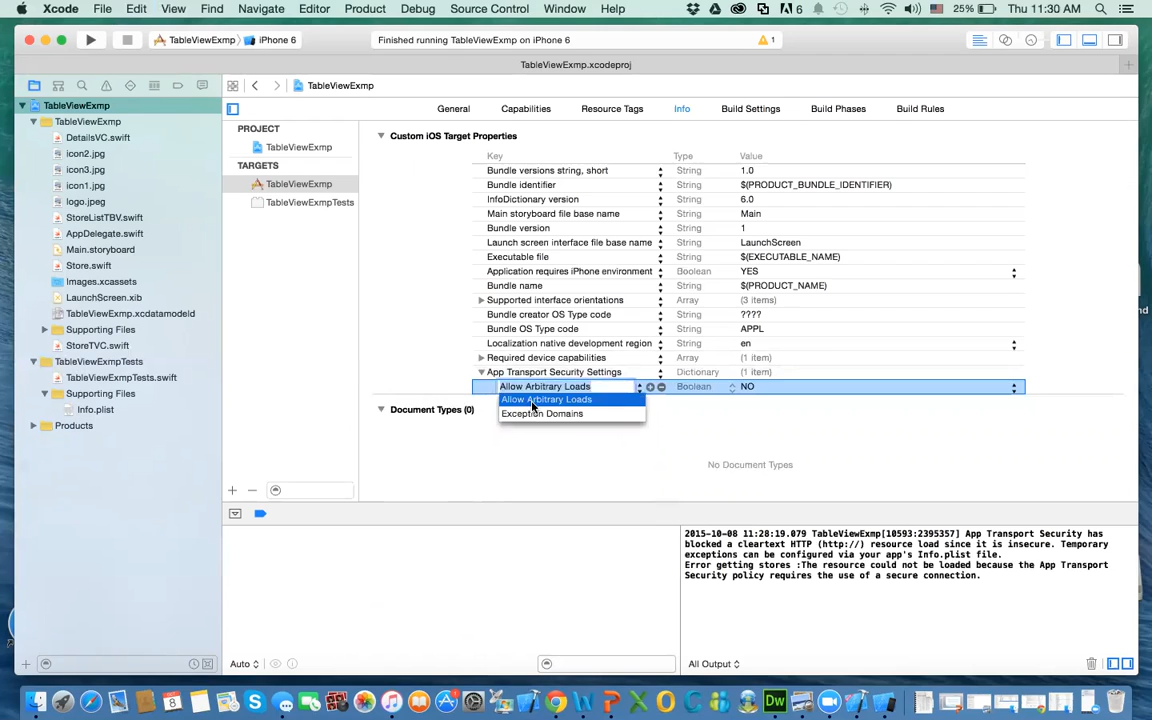 Xcode File Edit View Find Navigate Editor Product Debug Source Control Window Help 25% Thu 11:30 AM
TableViewExmp iPhone 6 Finished running TableViewExmp on iPhone 6 1
TableViewExmp.xcodeproj
TableViewExmp
General Capabilities Resource Tags Info Build Settings Build Phases Build Rules
TableViewExmp
TableViewExmp
DetailsVC.swift
icon2.jpg
icon3.jpg
icon1.jpg
logo.jpeg
StoreListTBV.swift
AppDelegate.swift
Main.storyboard
Store.swift
Images.xcassets
LaunchScreen.xib
TableViewExmp.xcdatamodeld
Supporting Files
StoreTVC.swift
TableViewExmpTests
TableViewExmpTests.swift
Supporting Files
Info.plist
Products
PROJECT
TableViewExmp
TARGETS
TableViewExmp
TableViewExmpTests
Custom iOS Target Properties
Key Type Value
Bundle versions string, short String 1.0
Bundle identifier String $(PRODUCT_BUNDLE_IDENTIFIER)
InfoDictionary version String 6.0
Main storyboard file base name String Main
Bundle version String 1
Launch screen interface file base name String LaunchScreen
Executable file String $(EXECUTABLE_NAME)
Application requires iPhone environment Boolean YES
Bundle name String $(PRODUCT_NAME)
Supported interface orientations Array (3 items)
Bundle creator OS Type code String ????
Bundle OS Type code String APPL
Localization native development region String en
Required device capabilities Array (1 item)
App Transport Security Settings Dictionary (1 item)
Allow Arbitrary Loads Boolean NO
Allow Arbitrary Loads
Exception Domains
Document Types (0)
No Document Types
2015-10-08 11:28:19.079 TableViewExmp[10593:2395357] App Transport Security has
blocked a cleartext HTTP (http://) resource load since it is insecure. Temporary
exceptions can be configured via your app's Info.plist file.
Error getting stores :The resource could not be loaded because the App Transport
Security policy requires the use of a secure connection.
Auto All Output